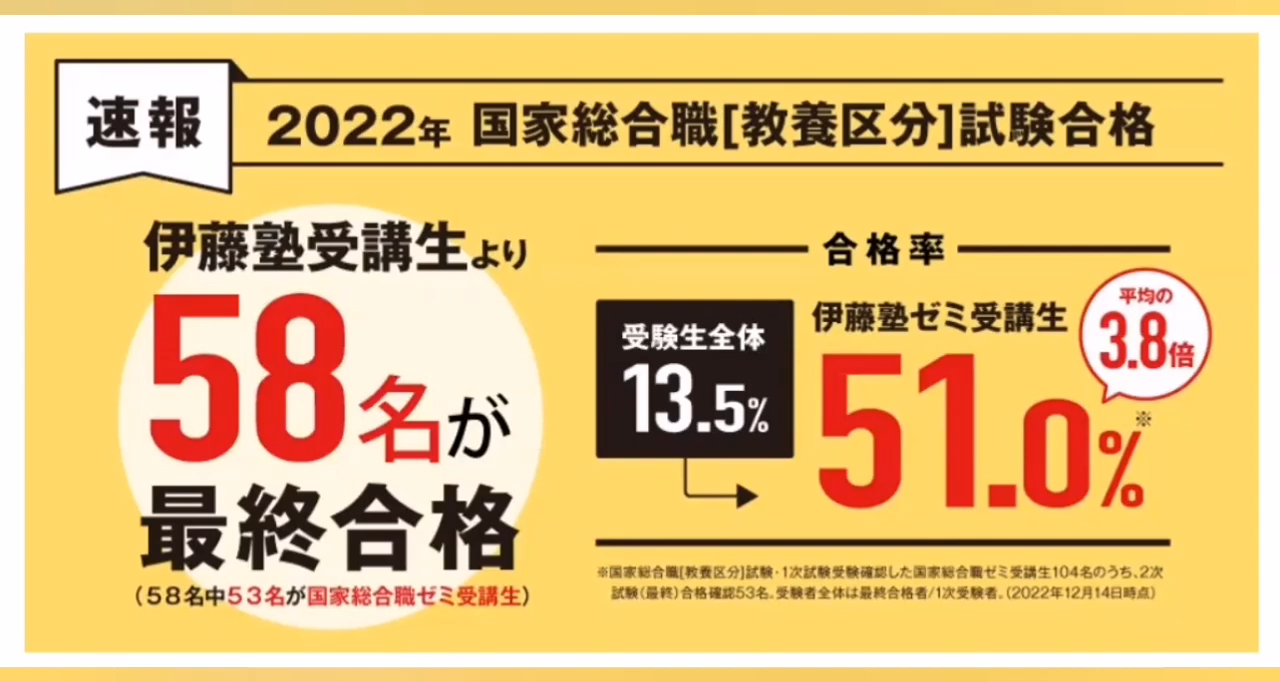 速報
2022年 国家総合職[教養区分]試験合格
伊藤塾受講生より
58名が
最終合格
(58名中53名が国家総合職ゼミ受講生)
合格率
受験生全体
13.5%
伊藤塾ゼミ受講生
51.0%※
平均の
3.8倍
※国家総合職[教養区分]試験・1次試験受験確認した国家総合職ゼミ受講生104名のうち、2次
試験(最終)合格確認53名。受験者全体は最終合格者/1次受験者。(2022年12月14日時点)